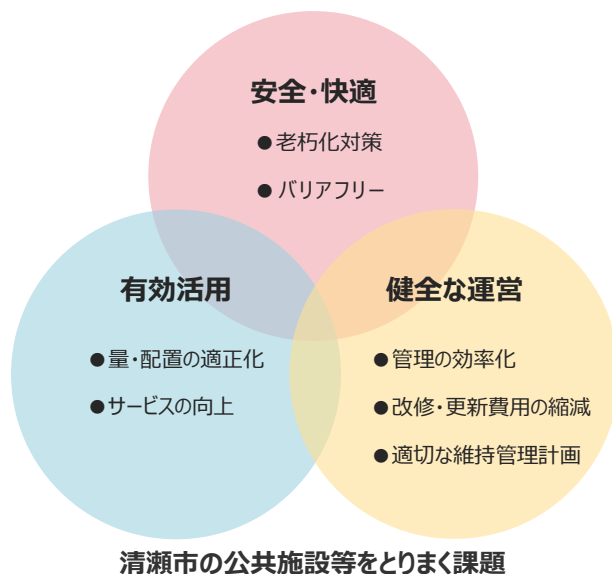 安全・快適
●老朽化対策
●バリアフリー
有効活用
●量・配置の適正化
●サービスの向上
健全な運営
●管理の効率化
●改修・更新費用の縮減
●適切な維持管理計画
清瀬市の公共施設等をとりまく課題